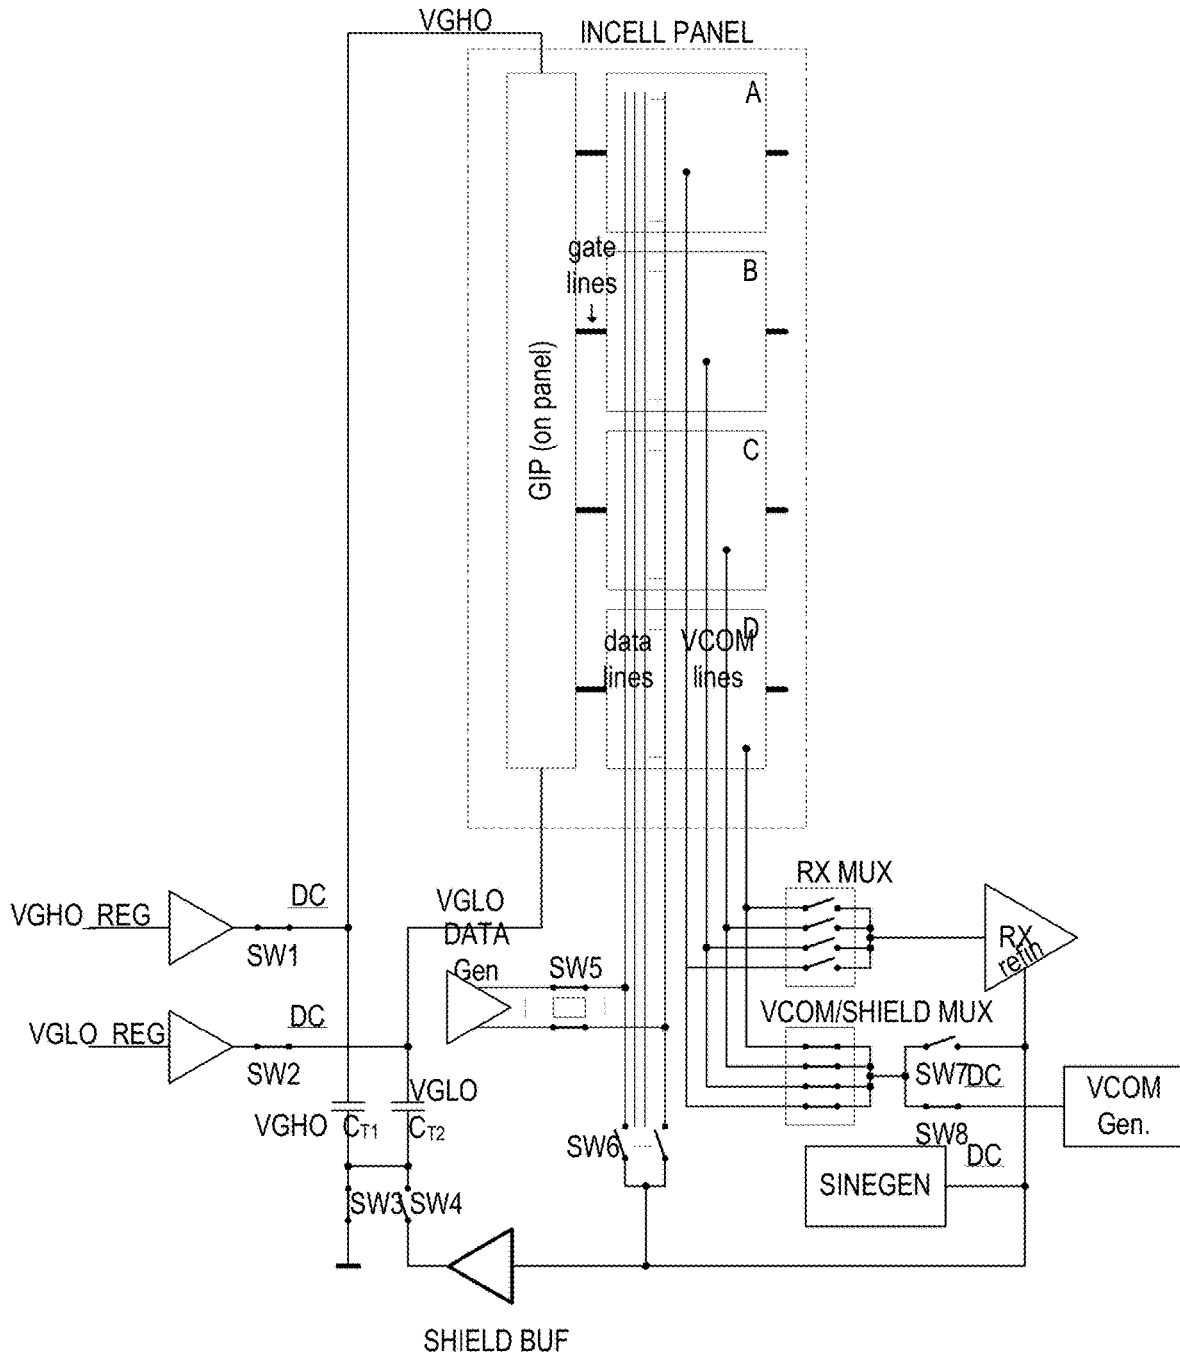 VGHO
INCELL PANEL
A
gate
lines
B
GIP (on panel)
C
D
data
lines
VCOM
lines
RX MUX
VGHO_REG
DC
SW1
VGLO
DATA
Gen
SW5
RX
refin
VGLO_REG
DC
SW2
VCOM/SHIELD MUX
SW7
DC
VCOM
Gen.
VGLO
VGHO
CT1
CT2
SW6
SW8
DC
SINEGEN
SW3
SW4
SHIELD BUF